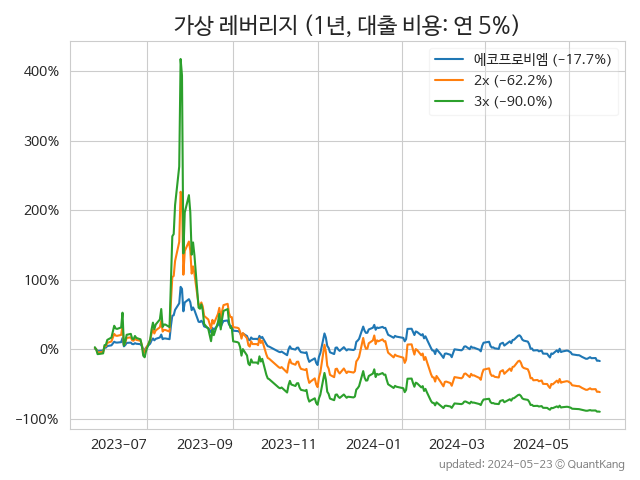 가상 레버리지 (1년, 대출 비용: 연 5%)
에코프로비엠 (-17.7%)
2x (-62.2%)
3x (-90.0%)
400%
300%
200%
100%
0%
−100%
2023-07
2023-09
2023-11
2024-01
2024-03
2024-05
updated: 2024-05-23 © QuantKang